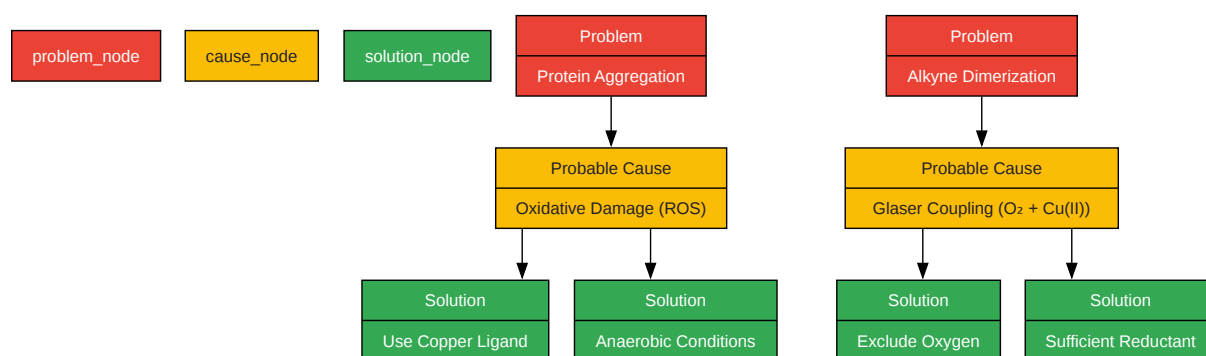 problem_node
cause_node
solution_node
Problem
Protein Aggregation
Problem
Alkyne Dimerization
Probable Cause
Oxidative Damage (ROS)
Probable Cause
Glaser Coupling (O₂ + Cu(II))
Solution
Use Copper Ligand
Solution
Anaerobic Conditions
Solution
Exclude Oxygen
Solution
Sufficient Reductant